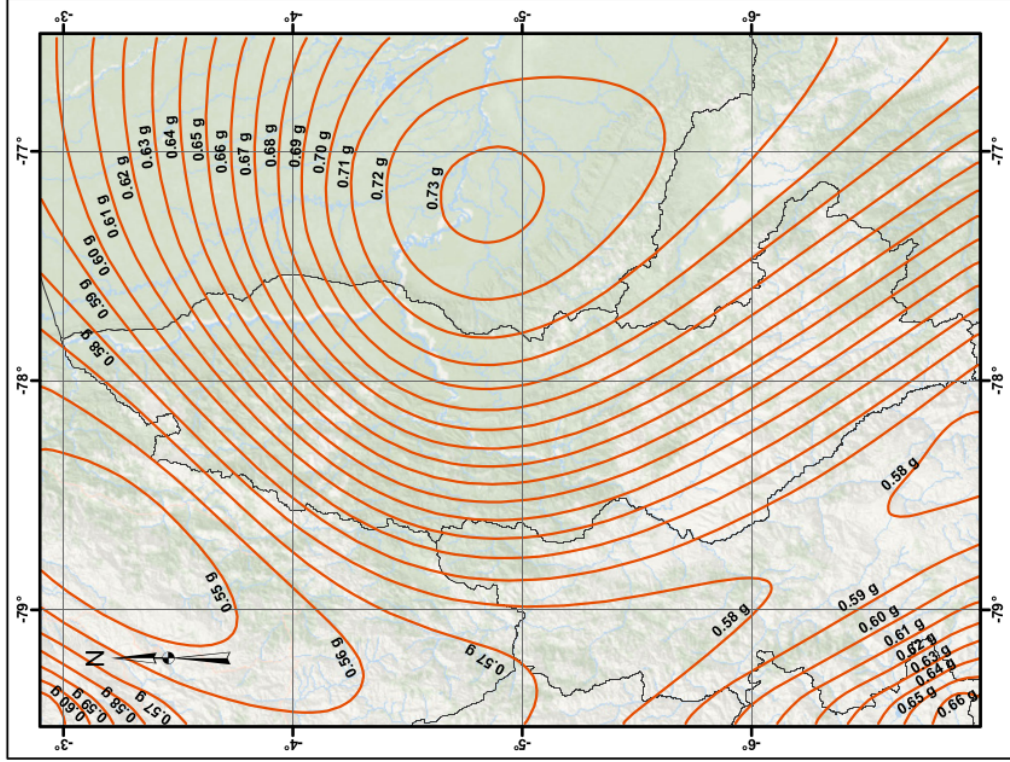 -3°
-4°
-5°
-6°
-77°
-77°
0.63 g
0.64 g
0.65 g
0.66 g
0.67 g
0.68 g
0.69 g
0.70 g
0.71 g
0.72 g
0.73 g
0.62 g
0.61 g
0.60 g
0.59 g
0.58 g
-78°
-78°
0.58 g
0.55 g
0.56 g
0.57 g
0.58 g
-79°
-79°
0.59 g
0.60 g
0.61 g
0.62 g
0.63 g
0.64 g
0.65 g
0.66 g
N
0.57 g
0.58 g
0.59 g
0.60 g
-3°
-4°
-5°
-6°